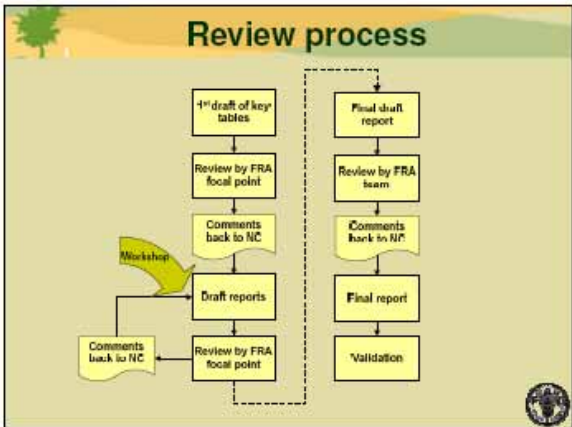 Review process
1st draft of key
tables
Review by FRA
focal point
Comments
back to NC
Workshop
Draft reports
Review by FRA
focal point
Comments
back to NC
Final draft
report
Review by FRA
team
Comments
back to NC
Final report
Validation